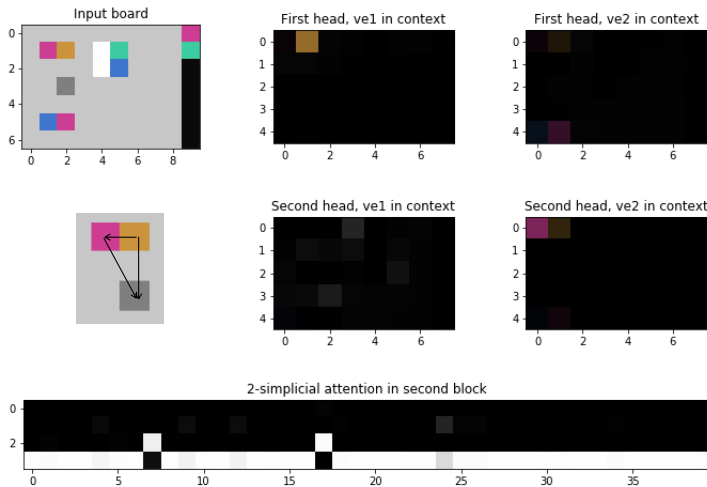 Input board
First head, ve1 in context
First head, ve2 in context
0
2
4
6
0 2 4 6 8
0
1
2
3
4
0 2 4 6
0
1
2
3
4
0 2 4 6
Second head, ve1 in context
Second head, ve2 in context
0
1
2
3
4
0 2 4 6
0
1
2
3
4
0 2 4 6
2-simplicial attention in second block
0
2
0 5 10 15 20 25 30 35